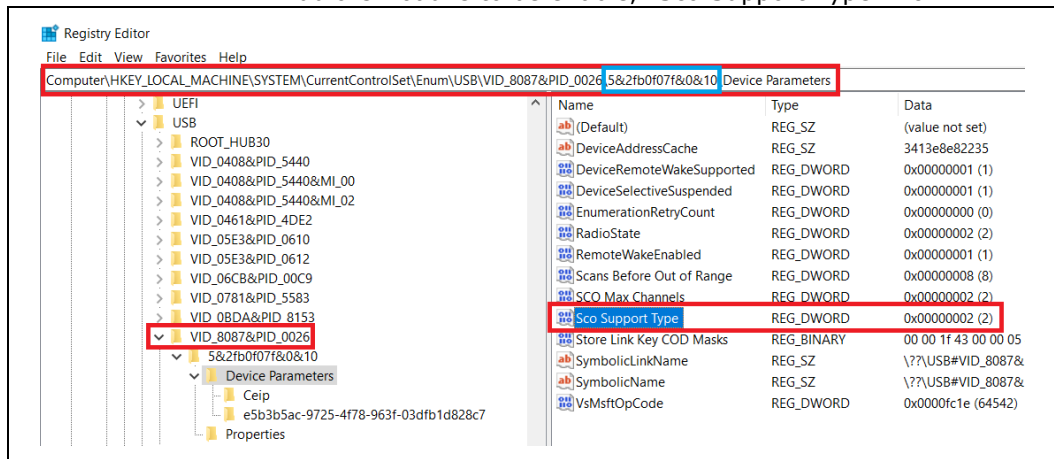 Registry Editor
File Edit View Favorites Help
Computer\HKEY_LOCAL_MACHINE\SYSTEM\CurrentControlSet\Enum\USB\VID_8087&PID_0026\5&2fb0f07f&0&10\Device Parameters
UEFI
USB
ROOT_HUB30
VID_0408&PID_5440
VID_0408&PID_5440&MI_00
VID_0408&PID_5440&MI_02
VID_0461&PID_4DE2
VID_05E3&PID_0610
VID_05E3&PID_0612
VID_06CB&PID_00C9
VID_0781&PID_5583
VID_0BDA&PID_8153
VID_8087&PID_0026
5&2fb0f07f&0&10
Device Parameters
Ceip
e5b3b5ac-9725-4f78-963f-03dfb1d828c7
Properties
Name Type Data
(Default) REG_SZ (value not set)
DeviceAddressCache REG_SZ 3413e8e82235
DeviceRemoteWakeSupported REG_DWORD 0x00000001 (1)
DeviceSelectiveSuspended REG_DWORD 0x00000001 (1)
EnumerationRetryCount REG_DWORD 0x00000000 (0)
RadioState REG_DWORD 0x00000002 (2)
RemoteWakeEnabled REG_DWORD 0x00000001 (1)
Scans Before Out of Range REG_DWORD 0x00000008 (8)
SCO Max Channels REG_DWORD 0x00000002 (2)
Sco Support Type REG_DWORD 0x00000002 (2)
Store Link Key COD Masks REG_BINARY 00 00 1f 43 00 00 05
SymbolicLinkName REG_SZ \??\USB#VID_8087&
SymbolicName REG_SZ \??\USB#VID_8087&
VsMsftOpCode REG_DWORD 0x0000fc1e (64542)